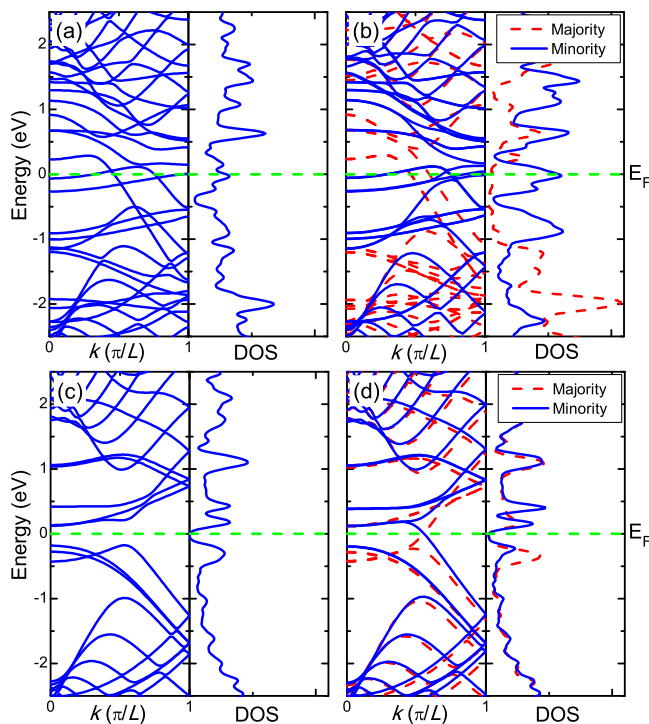 (a)
(b)
Majority
Minority
2
1
0
-1
-2
Energy (eV)
E_F
0
k (π/L)
1
DOS
0
k (π/L)
1
DOS
(c)
(d)
Majority
Minority
2
1
0
-1
-2
Energy (eV)
E_F
0
k (π/L)
1
DOS
0
k (π/L)
1
DOS